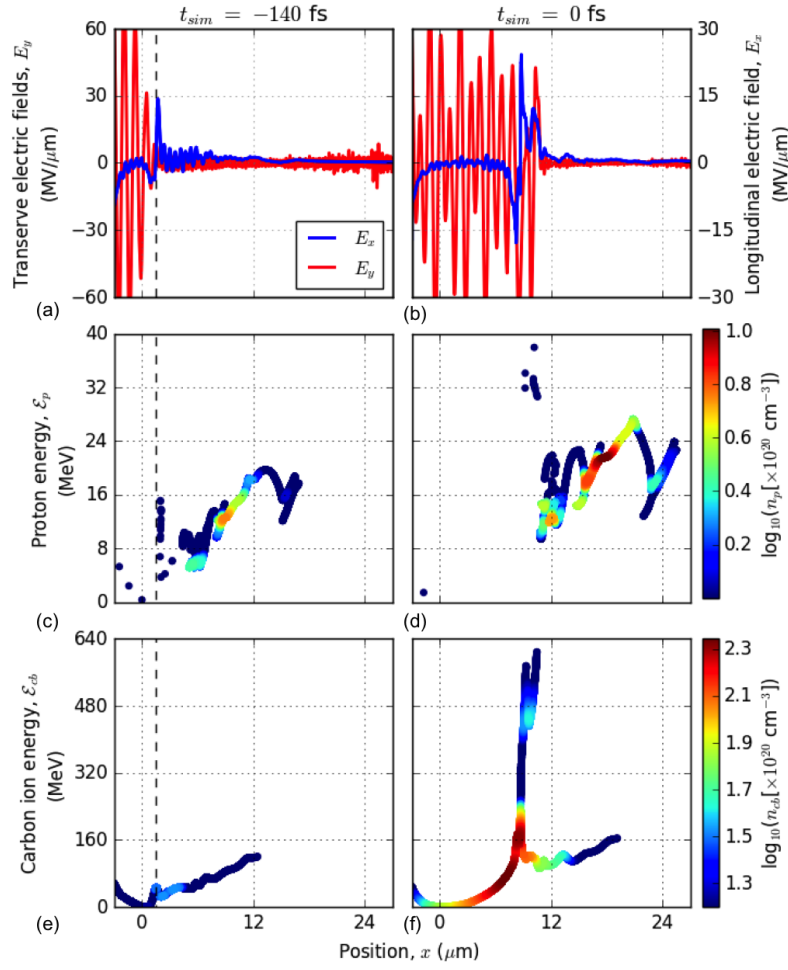 t_sim = −140 fs
t_sim = 0 fs
Transverse electric fields, E_y
(MV/μm)
60
30
0
−30
−60
E_x
E_y
30
15
0
−15
−30
Longitudinal electric field, E_x
(MV/μm)
(a)
(b)
Proton energy, ℰ_p
(MeV)
40
32
24
16
8
0
1.0
0.8
0.6
0.4
0.2
log₁₀(n_p[×10²⁰ cm⁻³])
(c)
(d)
Carbon ion energy, ℰ_cb
(MeV)
640
480
320
160
0
2.3
2.1
1.9
1.7
1.5
1.3
log₁₀(n_cb[×10²⁰ cm⁻³])
(e)
(f)
0 12 24
0 12 24
Position, x (μm)